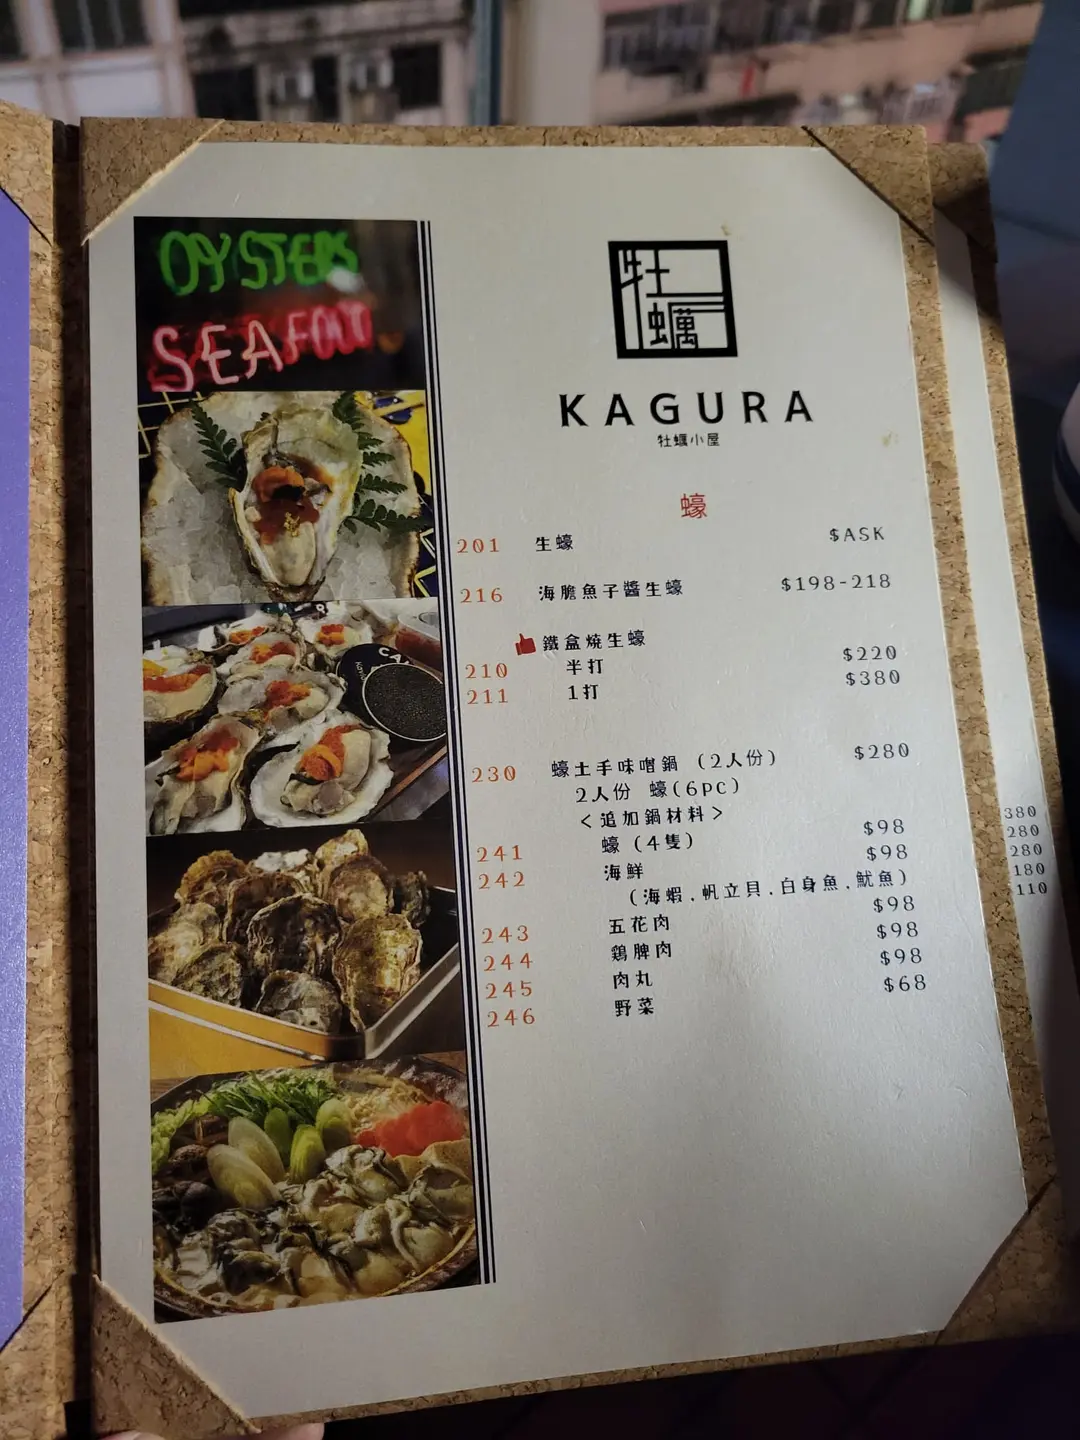 OYSTERS
SEAFOOD
牡蠣
KAGURA
牡蠣小屋
蠔
201 生蠔 $ASK
216 海膽魚子醬生蠔 $198-218
鐵盒燒生蠔
210 半打 $220
211 1打 $380
230 蠔土手味噌鍋 (2人份) $280
2人份 蠔(6pc)
<追加鍋材料>
241 蠔 (4隻) $98
242 海鮮 $98
(海蝦.帆立貝.白身魚.魷魚)
243 五花肉 $98
244 鶏脾肉 $98
245 肉丸 $98
246 野菜 $68
380
280
280
180
110